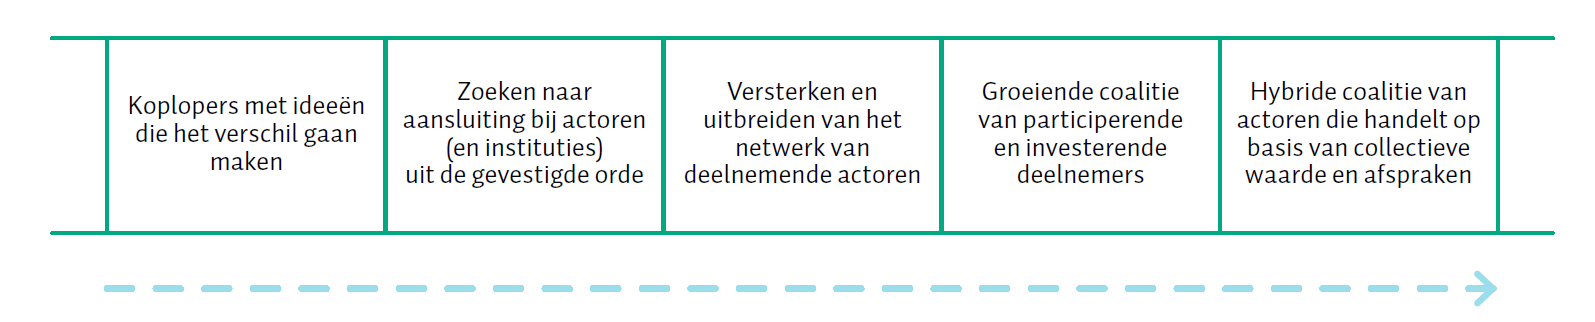 Koplopers met ideeën
die het verschil gaan
maken
Zoeken naar
aansluiting bij actoren
(en instituties)
uit de gevestigde orde
Versterken en
uitbreiden van het
netwerk van
deelnemende actoren
Groeiende coalitie
van participerende
en investerende
deelnemers
Hybride coalitie van
actoren die handelt op
basis van collectieve
waarde en afspraken